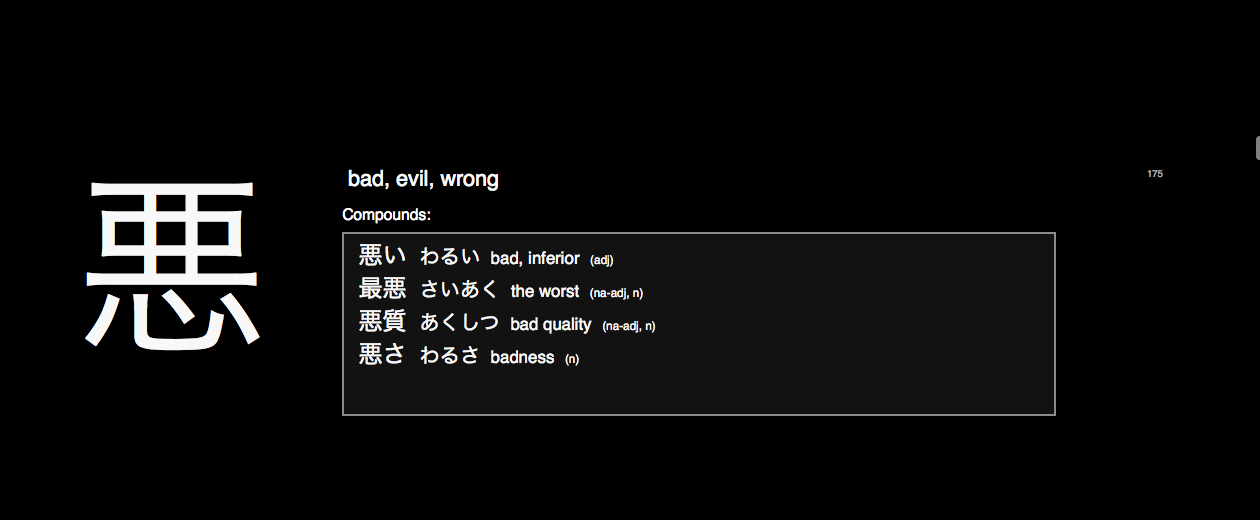 悪
bad, evil, wrong
175
Compounds:
悪い わるい bad, inferior (adj)
最悪 さいあく the worst (na-adj, n)
悪質 あくしつ bad quality (na-adj, n)
悪さ わるさ badness (n)